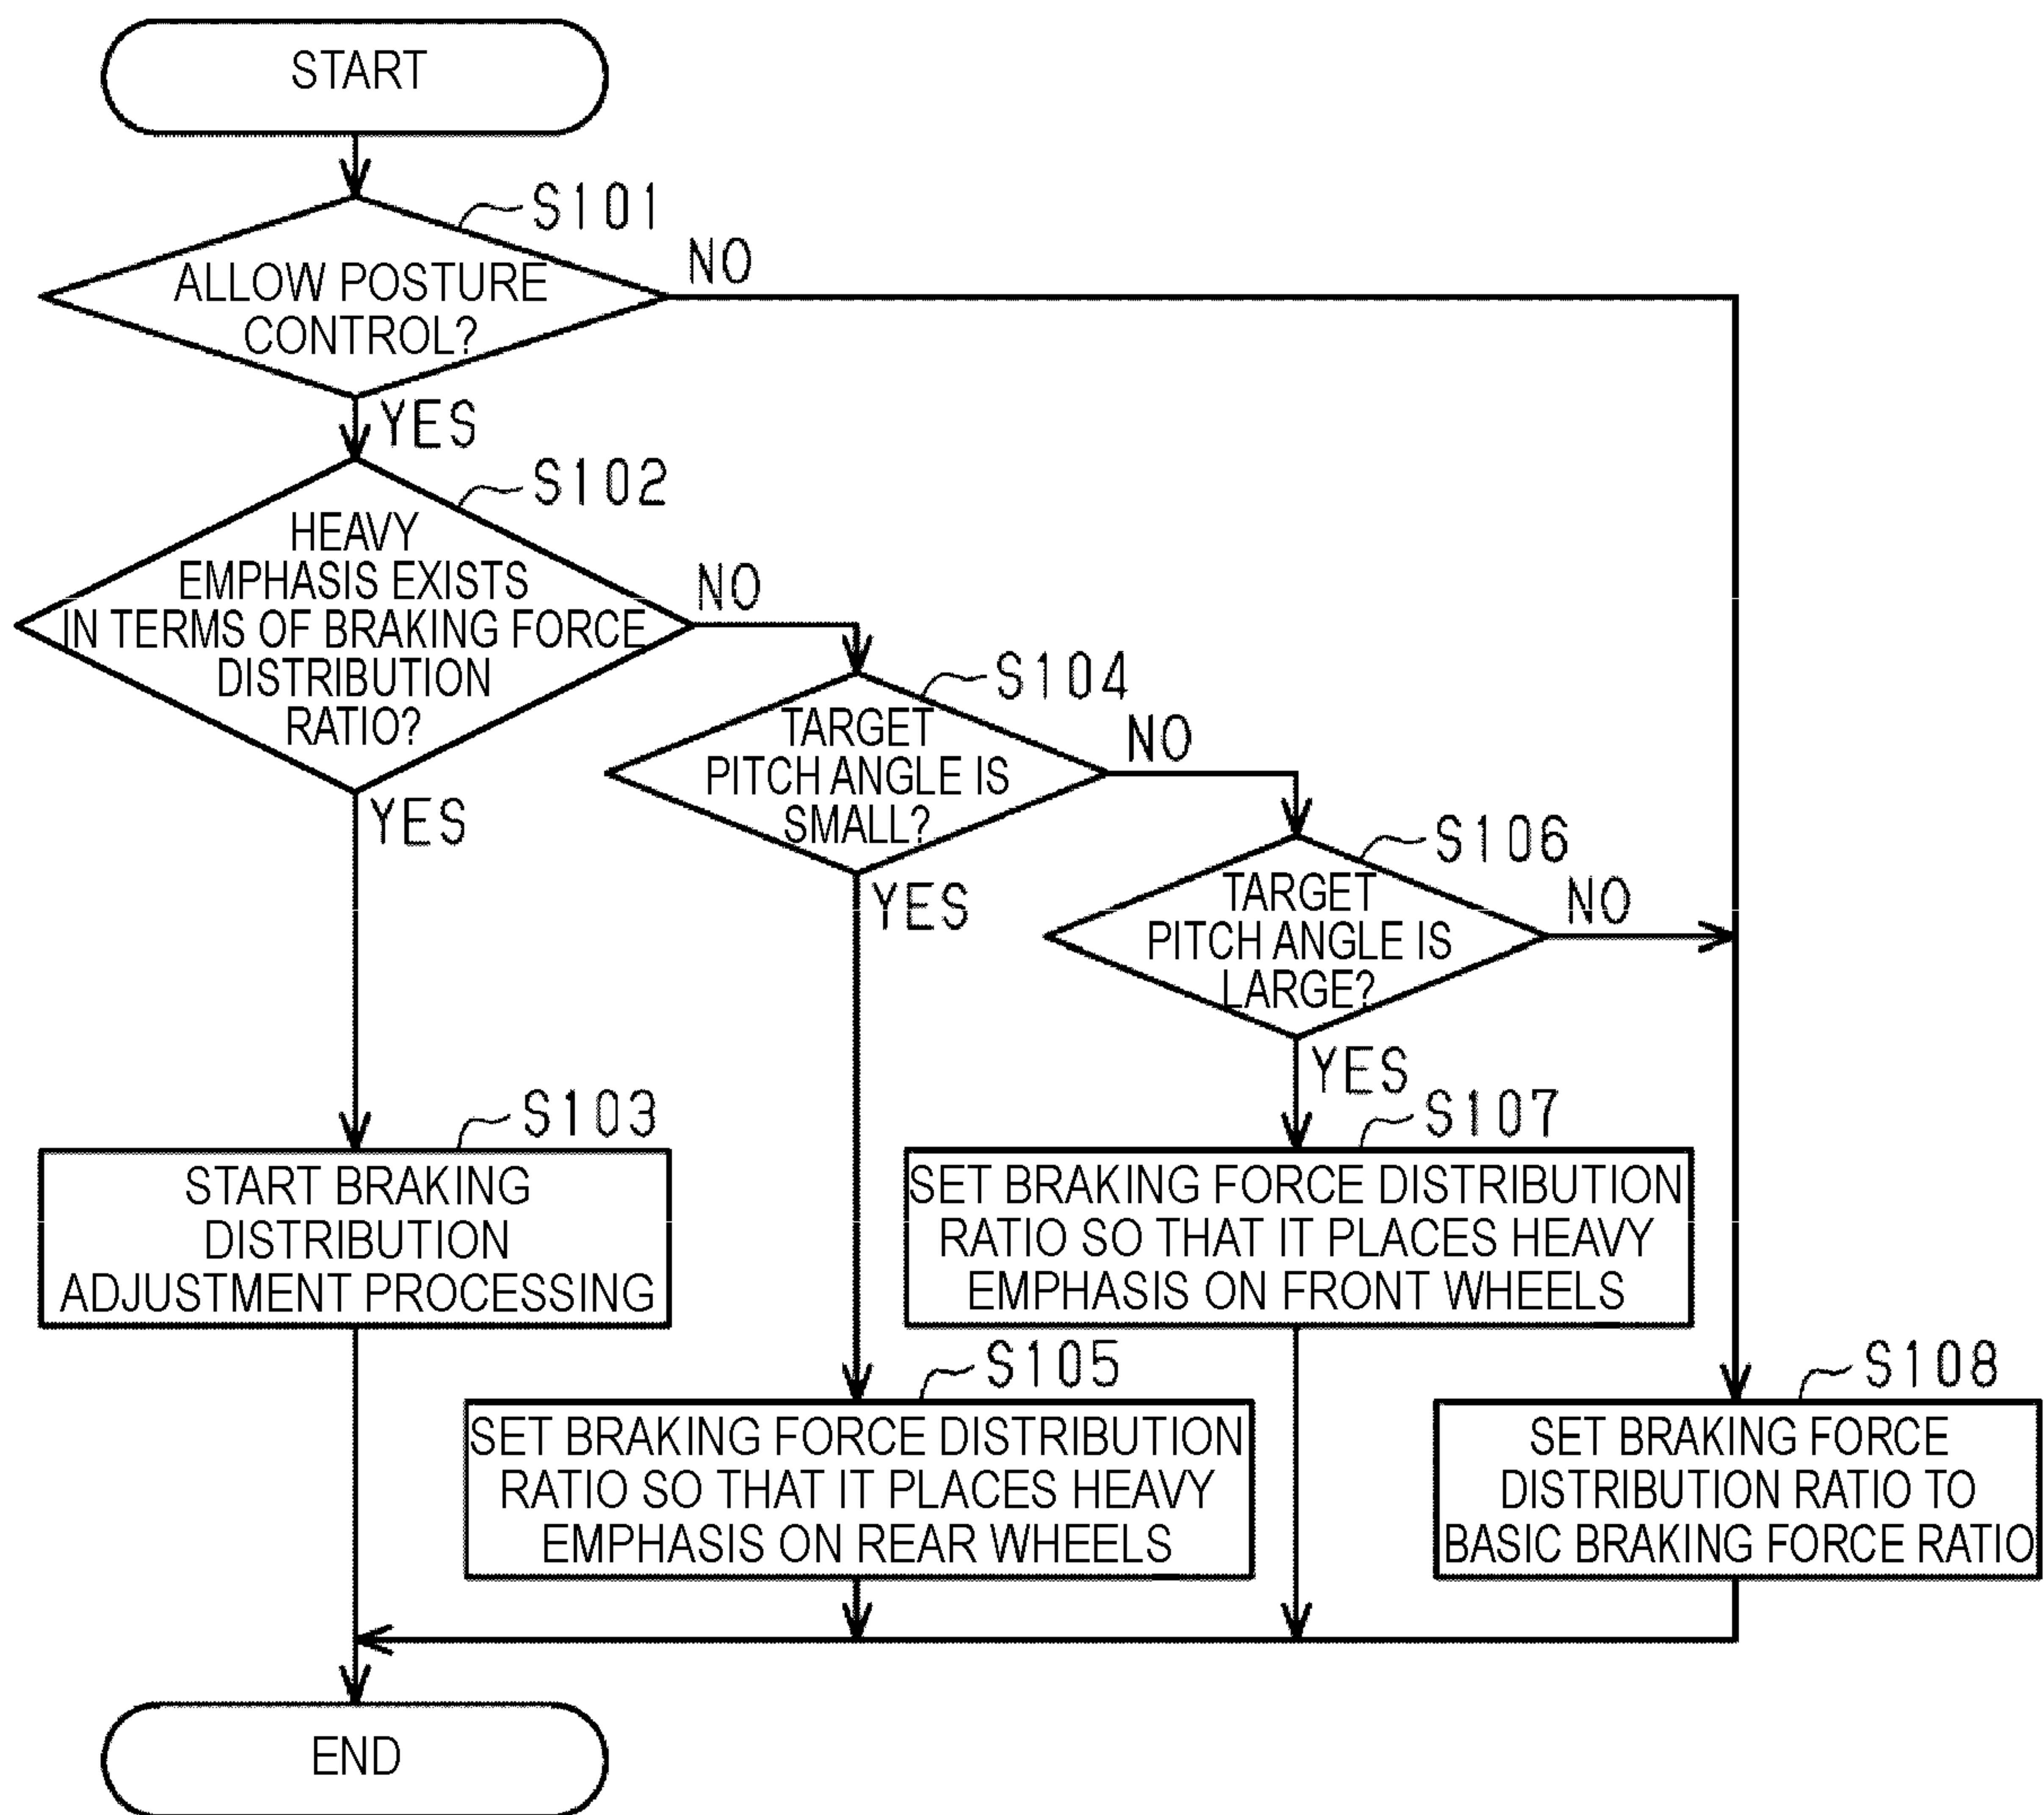 START
S101
ALLOW POSTURE
CONTROL?
NO
YES
S102
HEAVY
EMPHASIS EXISTS
IN TERMS OF BRAKING FORCE
DISTRIBUTION
RATIO?
NO
YES
S104
TARGET
PITCH ANGLE IS
SMALL?
NO
YES
S106
TARGET
PITCH ANGLE IS
LARGE?
NO
YES
S103
START BRAKING
DISTRIBUTION
ADJUSTMENT PROCESSING
S107
SET BRAKING FORCE DISTRIBUTION
RATIO SO THAT IT PLACES HEAVY
EMPHASIS ON FRONT WHEELS
S105
SET BRAKING FORCE DISTRIBUTION
RATIO SO THAT IT PLACES HEAVY
EMPHASIS ON REAR WHEELS
S108
SET BRAKING FORCE
DISTRIBUTION RATIO TO
BASIC BRAKING FORCE RATIO
END